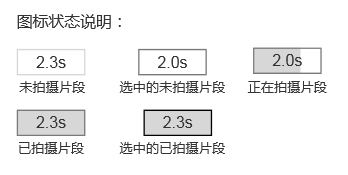 图标状态说明：
2.3s 2.0s 2.0s
未拍摄片段 选中的未拍摄片段 正在拍摄片段
2.3s 2.3s
已拍摄片段 选中的已拍摄片段